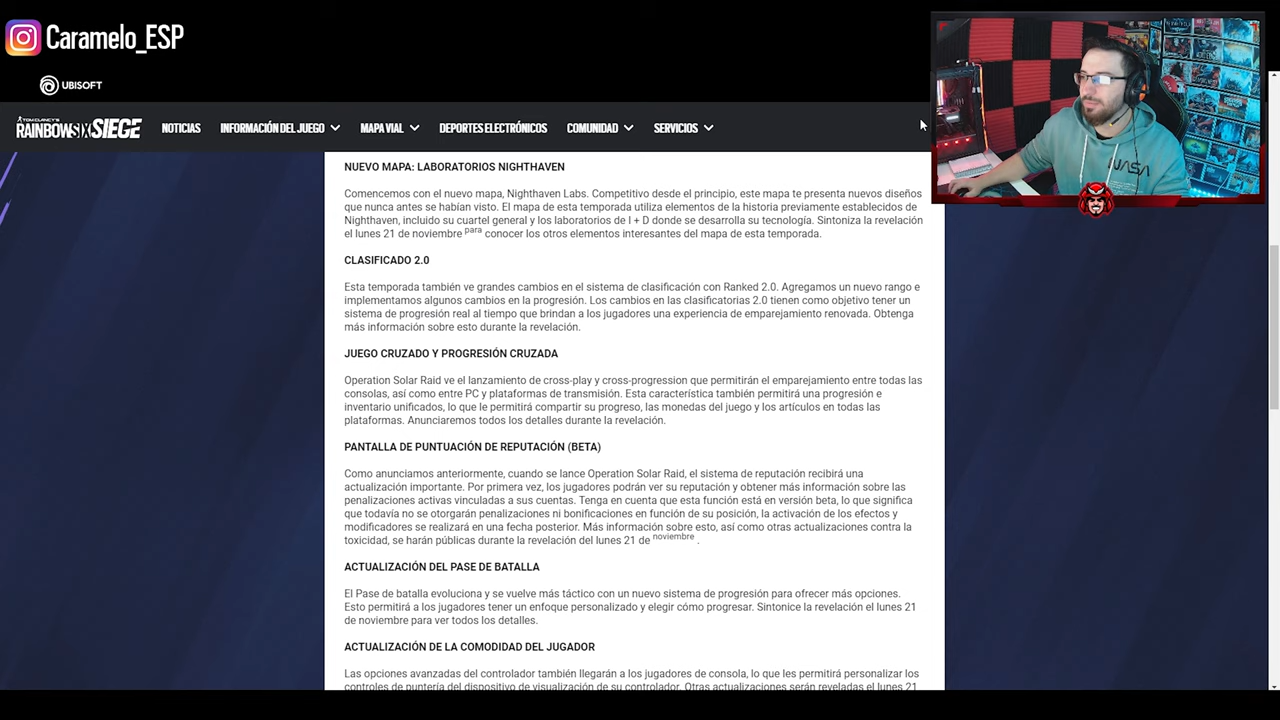 Caramelo_ESP
UBISOFT
TOM CLANCY'S
RAINBOWSIX SIEGE
NOTICIAS
INFORMACIÓN DEL JUEGO
MAPA VIAL
DEPORTES ELECTRÓNICOS
COMUNIDAD
SERVICIOS
NASA
NUEVO MAPA: LABORATORIOS NIGHTHAVEN
Comencemos con el nuevo mapa, Nighthaven Labs. Competitivo desde el principio, este mapa te presenta nuevos diseños
que nunca antes se habían visto. El mapa de esta temporada utiliza elementos de la historia previamente establecidos de
Nighthaven, incluido su cuartel general y los laboratorios de I + D donde se desarrolla su tecnología. Sintoniza la revelación
el lunes 21 de noviembre para conocer los otros elementos interesantes del mapa de esta temporada.
CLASIFICADO 2.0
Esta temporada también ve grandes cambios en el sistema de clasificación con Ranked 2.0. Agregamos un nuevo rango e
implementamos algunos cambios en la progresión. Los cambios en las clasificatorias 2.0 tienen como objetivo tener un
sistema de progresión real al tiempo que brindan a los jugadores una experiencia de emparejamiento renovada. Obtenga
más información sobre esto durante la revelación.
JUEGO CRUZADO Y PROGRESIÓN CRUZADA
Operation Solar Raid ve el lanzamiento de cross-play y cross-progression que permitirán el emparejamiento entre todas las
consolas, así como entre PC y plataformas de transmisión. Esta característica también permitirá una progresión e
inventario unificados, lo que le permitirá compartir su progreso, las monedas del juego y los artículos en todas las
plataformas. Anunciaremos todos los detalles durante la revelación.
PANTALLA DE PUNTUACIÓN DE REPUTACIÓN (BETA)
Como anunciamos anteriormente, cuando se lance Operation Solar Raid, el sistema de reputación recibirá una
actualización importante. Por primera vez, los jugadores podrán ver su reputación y obtener más información sobre las
penalizaciones activas vinculadas a sus cuentas. Tenga en cuenta que esta función está en versión beta, lo que significa
que todavía no se otorgarán penalizaciones ni bonificaciones en función de su posición, la activación de los efectos y
modificadores se realizará en una fecha posterior. Más información sobre esto, así como otras actualizaciones contra la
toxicidad, se harán públicas durante la revelación del lunes 21 de noviembre .
ACTUALIZACIÓN DEL PASE DE BATALLA
El Pase de batalla evoluciona y se vuelve más táctico con un nuevo sistema de progresión para ofrecer más opciones.
Esto permitirá a los jugadores tener un enfoque personalizado y elegir cómo progresar. Sintonice la revelación el lunes 21
de noviembre para ver todos los detalles.
ACTUALIZACIÓN DE LA COMODIDAD DEL JUGADOR
Las opciones avanzadas del controlador también llegarán a los jugadores de consola, lo que les permitirá personalizar los
controles de puntería del dispositivo de visualización de su controlador. Otras actualizaciones serán reveladas el lunes 21